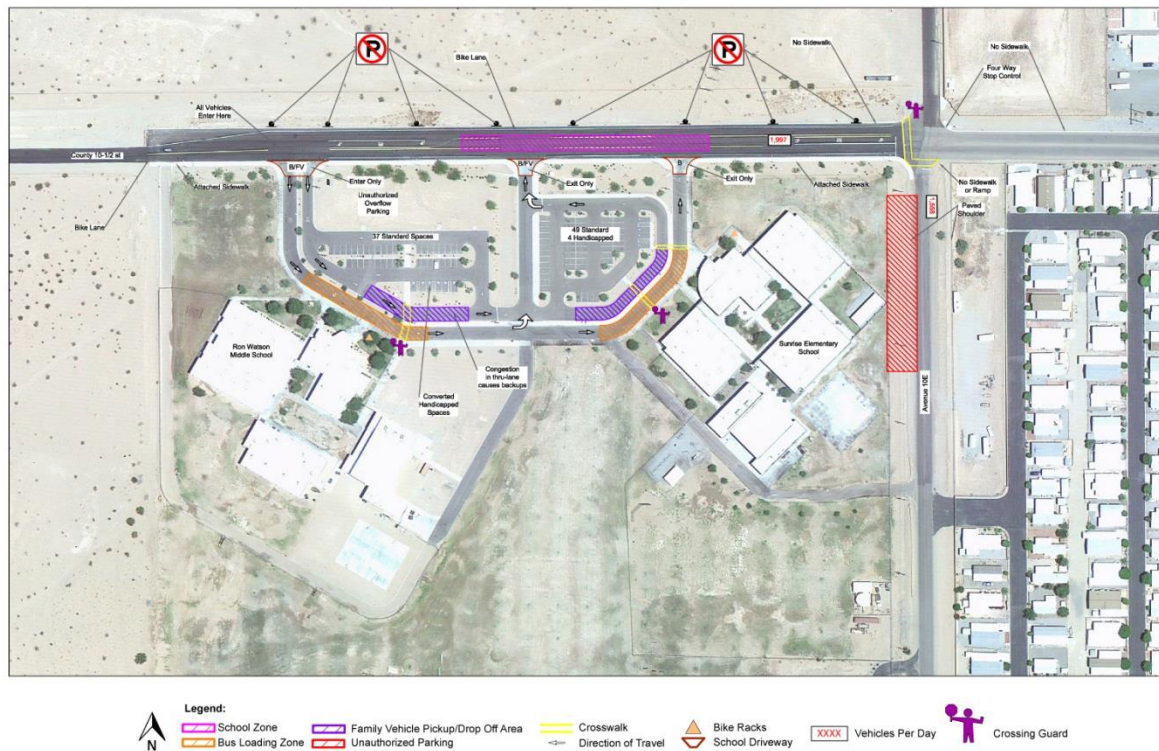 P
P
Bike Lane
No Sidewalk
No Sidewalk
Four Way
Stop Control
All Vehicles
Enter Here
1,997
County 10-1/2 st
B/FV
B/FV
B
Attached Sidewalk
Enter Only
Exit Only
Exit Only
Attached Sidewalk
No Sidewalk
or Ramp
Unauthorized
Overflow
Parking
Paved
Shoulder
1,558
Bike Lane
37 Standard Spaces
49 Standard
4 Handicapped
Ron Watson
Middle School
Sunrise Elementary
School
Congestion
in thru-lane
causes backups
Converted
Handicapped
Spaces
Avenue 10E
N
Legend:
School Zone
Family Vehicle Pickup/Drop Off Area
Crosswalk
Bike Racks
XXXX Vehicles Per Day
Crossing Guard
Bus Loading Zone
Unauthorized Parking
Direction of Travel
School Driveway